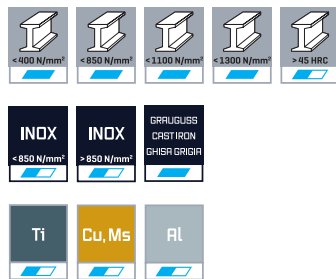 <400 N/mm² <850 N/mm² <1100 N/mm² <1300 N/mm² >45 HRC
INOX INOX GRAUGUSS
CAST IRON
GHISA GRIGIA
<850 N/mm² >850 N/mm²
Ti Cu, Ms Al